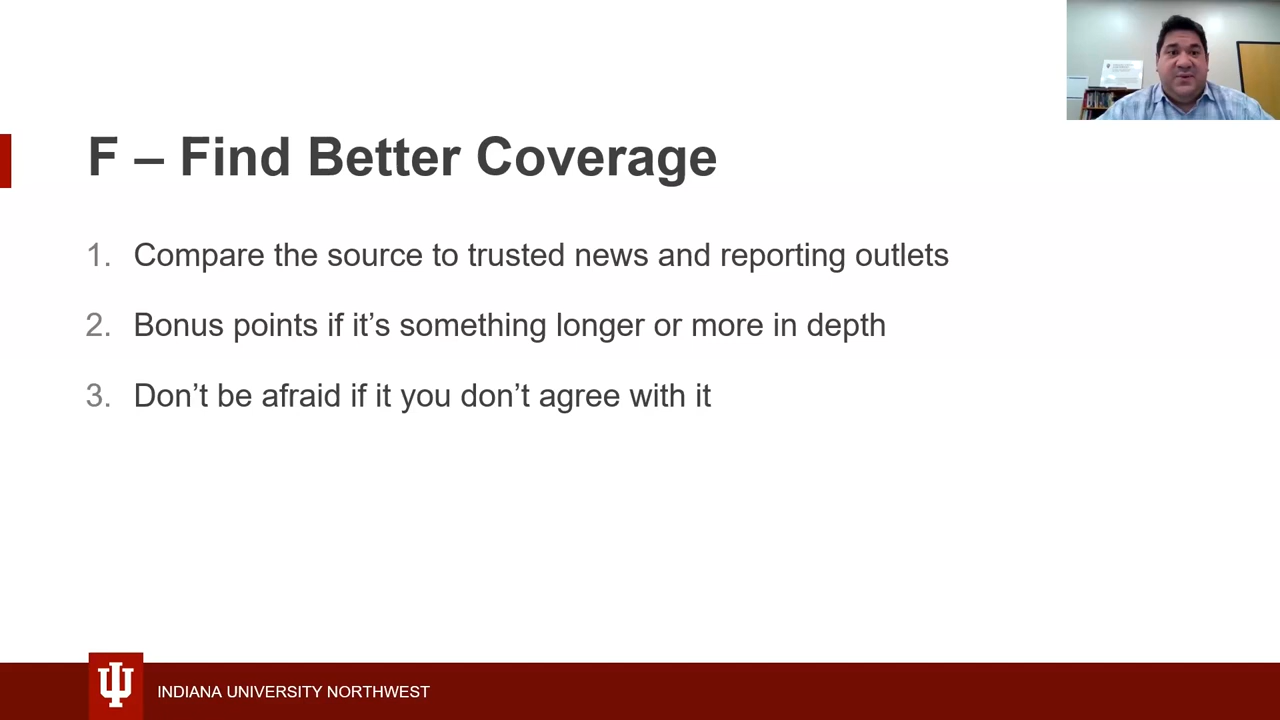 F – Find Better Coverage
1. Compare the source to trusted news and reporting outlets
2. Bonus points if it's something longer or more in depth
3. Don't be afraid if it you don't agree with it
INDIANA UNIVERSITY NORTHWEST